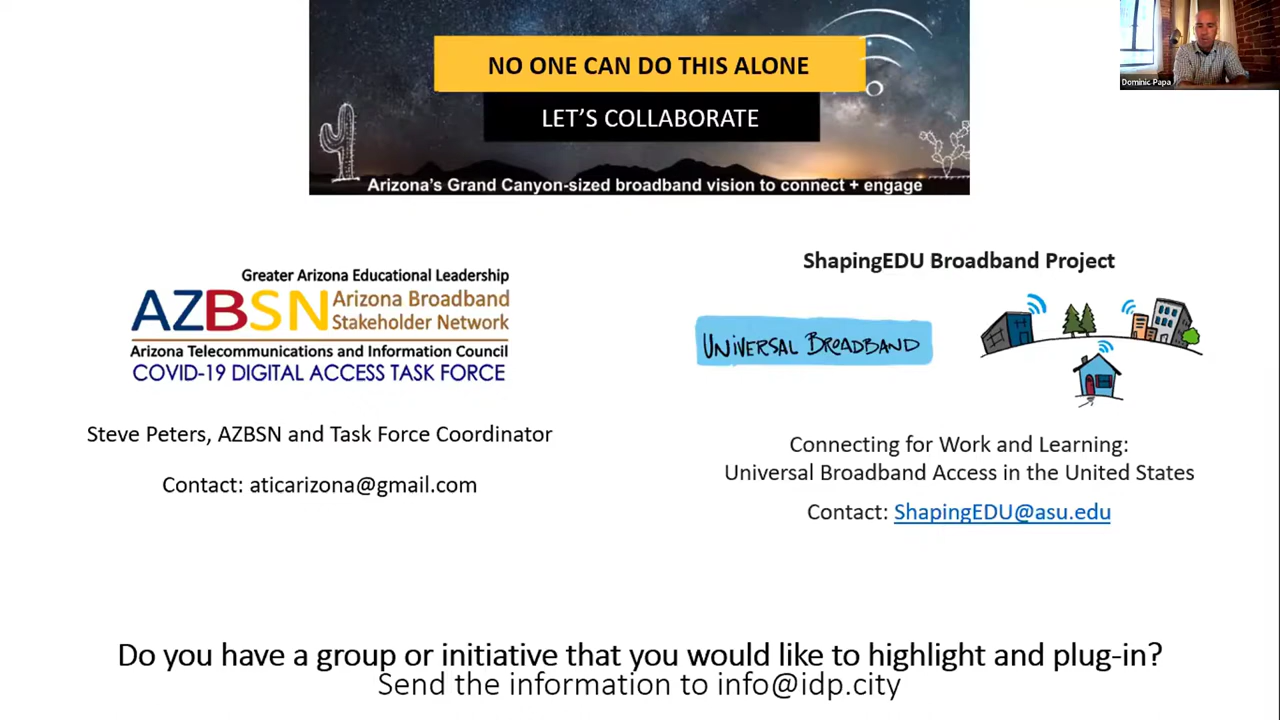 NO ONE CAN DO THIS ALONE
LET'S COLLABORATE
Arizona's Grand Canyon-sized broadband vision to connect + engage
Dominic Papa
Greater Arizona Educational Leadership
AZBSN
Arizona Broadband
Stakeholder Network
Arizona Telecommunications and Information Council
COVID-19 DIGITAL ACCESS TASK FORCE
Steve Peters, AZBSN and Task Force Coordinator
Contact: aticarizona@gmail.com
ShapingEDU Broadband Project
UNIVERSAL BROADBAND
Connecting for Work and Learning:
Universal Broadband Access in the United States
Contact: ShapingEDU@asu.edu
Do you have a group or initiative that you would like to highlight and plug-in?
Send the information to info@idp.city